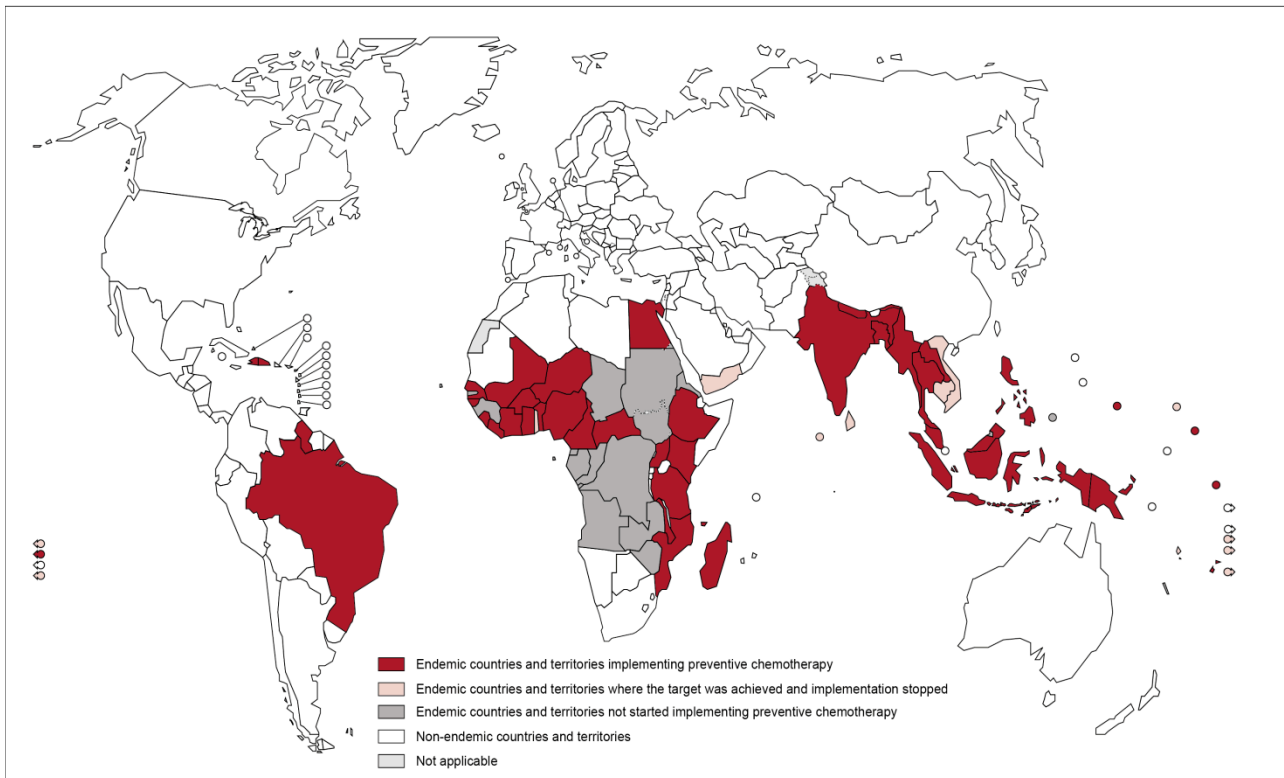 Endemic countries and territories implementing preventive chemotherapy
Endemic countries and territories where the target was achieved and implementation stopped
Endemic countries and territories not started implementing preventive chemotherapy
Non-endemic countries and territories
Not applicable